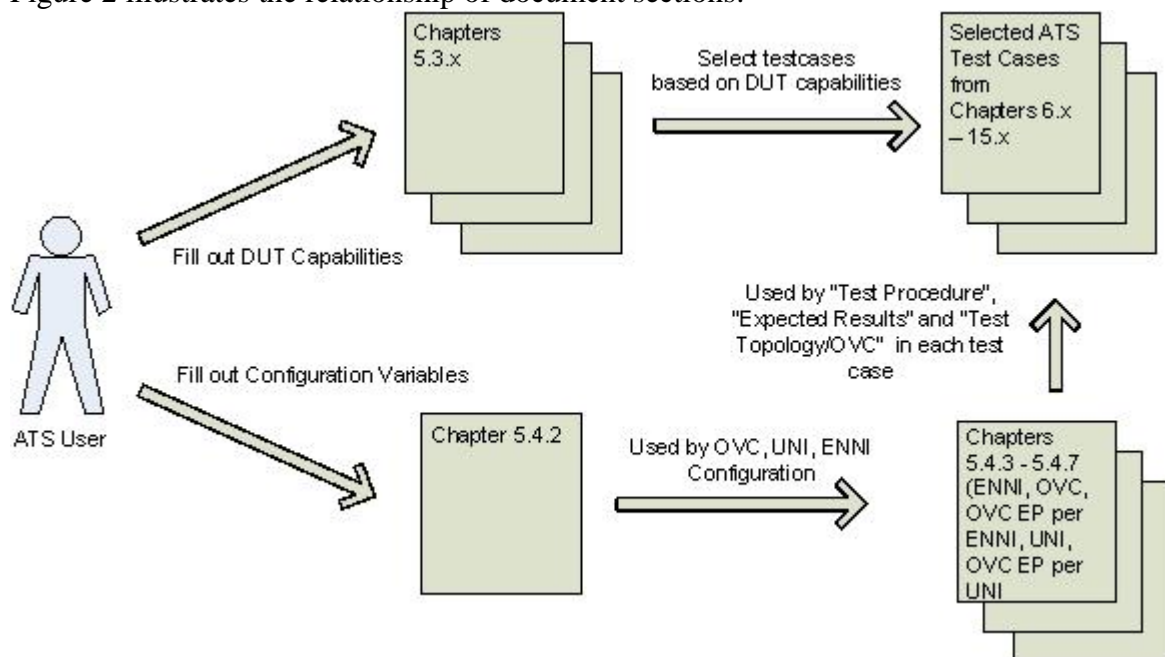 Figure 2 illustrates the relationship of document sections.
Chapters
5.3.x
Select testcases
based on DUT capabilities
Selected ATS
Test Cases
from
Chapters 6.x
– 15.x
Fill out DUT Capabilities
Used by "Test Procedure",
"Expected Results" and "Test
Topology/OVC" in each test
case
Fill out Configuration Variables
ATS User
Chapter 5.4.2
Used by OVC, UNI, ENNI
Configuration
Chapters
5.4.3 - 5.4.7
(ENNI, OVC,
OVC EP per
ENNI, UNI,
OVC EP per
UNI